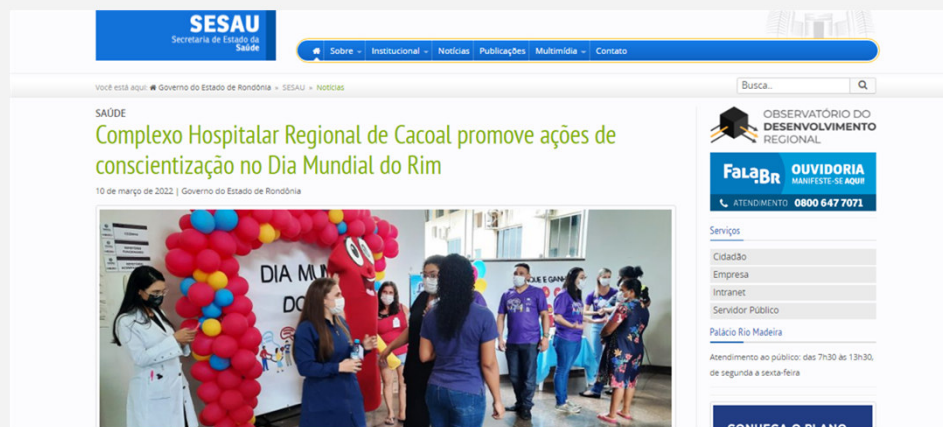 SESAU
Secretaria de Estado da
Saúde
Sobre Institucional Notícias Publicações Multimídia Contato
Você está aqui: Governo do Estado de Rondônia » SESAU » Notícias
Busca...
SAÚDE
Complexo Hospitalar Regional de Cacoal promove ações de
conscientização no Dia Mundial do Rim
10 de março de 2022 | Governo do Estado de Rondônia
DIA MUN
DO
QUE E GANH
OBSERVATÓRIO DO
DESENVOLVIMENTO
REGIONAL
FALA.BR OUVIDORIA
MANIFESTE-SE AQUI!
ATENDIMENTO 0800 647 7071
Serviços
Cidadão
Empresa
Intranet
Servidor Público
Palácio Rio Madeira
Atendimento ao público: das 7h30 às 13h30,
de segunda a sexta-feira
CONHEÇA O PLANO